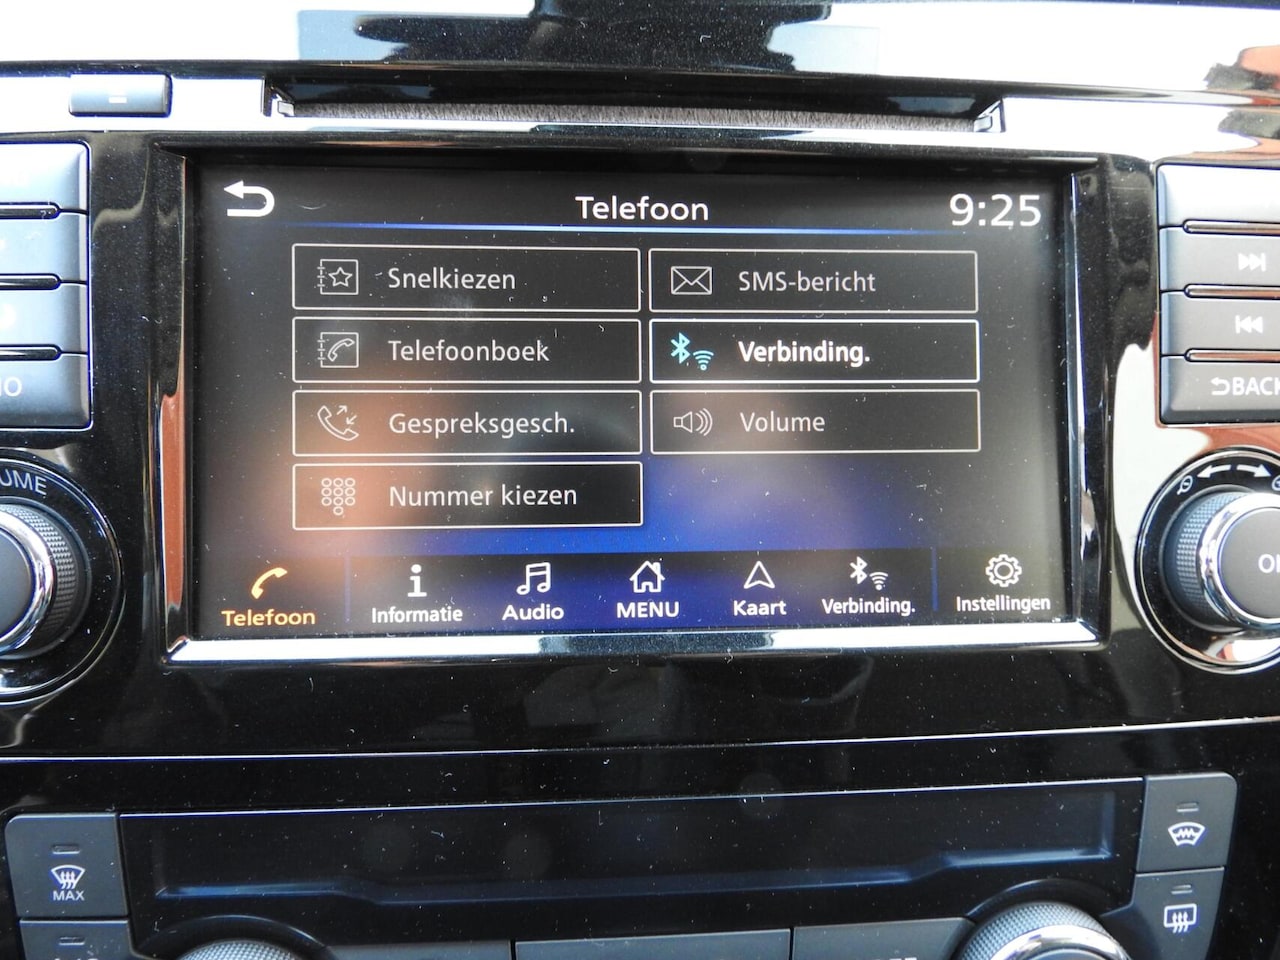 Telefoon
9:25
Snelkiezen
SMS-bericht
Telefoonboek
Verbinding.
Gespreksgesch.
Volume
Nummer kiezen
Telefoon
Informatie
Audio
MENU
Kaart
Verbinding.
Instellingen
BACK
MAX